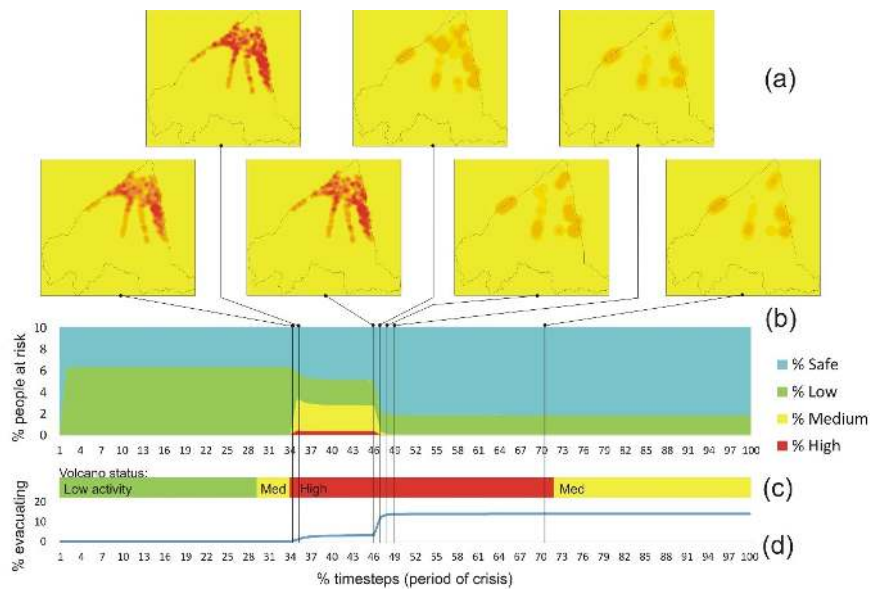 (a)
(b)
% people at risk
10
8
6
4
2
0
1 4 7 10 13 16 19 22 25 28 31 34 37 40 43 46 49 52 55 58 61 64 67 70 73 76 79 82 85 88 91 94 97 100
% Safe
% Low
% Medium
% High
Volcano status:
Low activity Med High Med
(c)
% evacuating
20
10
0
(d)
1 4 7 10 13 16 19 22 25 28 31 34 37 40 43 46 49 52 55 58 61 64 67 70 73 76 79 82 85 88 91 94 97 100
% timesteps (period of crisis)